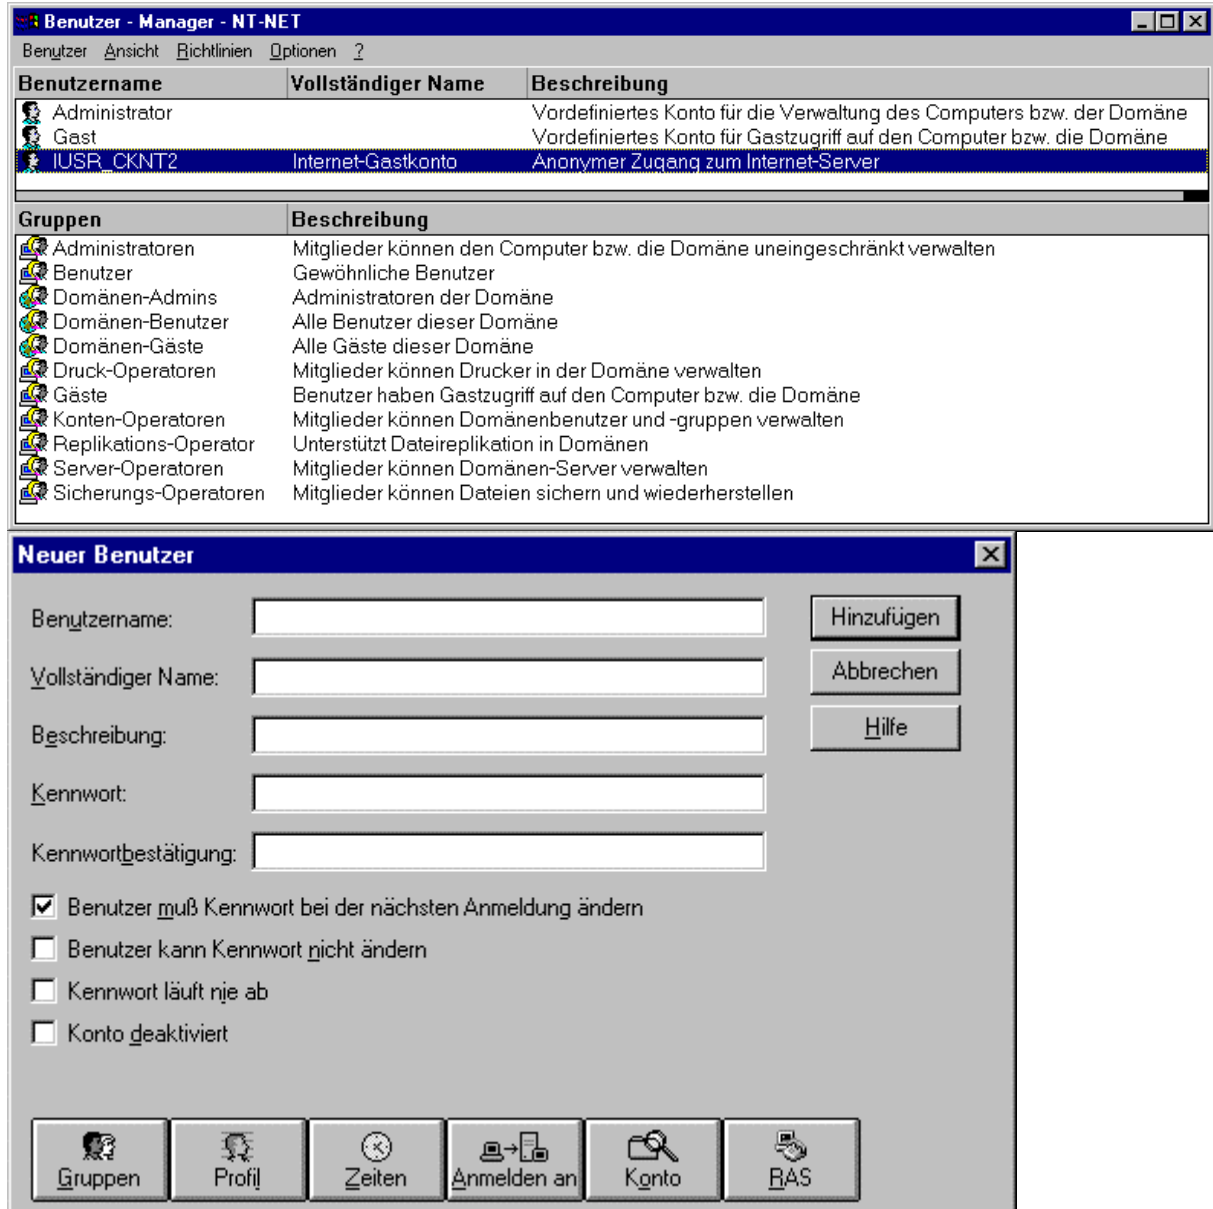 Benutzer - Manager - NT-NET
Benutzer Ansicht Richtlinien Optionen ?
Benutzername Vollständiger Name Beschreibung
Administrator Vordefiniertes Konto für die Verwaltung des Computers bzw. der Domäne
Gast Vordefiniertes Konto für Gastzugriff auf den Computer bzw. die Domäne
IUSR_CKNT2 Internet-Gastkonto Anonymer Zugang zum Internet-Server
Gruppen Beschreibung
Administratoren Mitglieder können den Computer bzw. die Domäne uneingeschränkt verwalten
Benutzer Gewöhnliche Benutzer
Domänen-Admins Administratoren der Domäne
Domänen-Benutzer Alle Benutzer dieser Domäne
Domänen-Gäste Alle Gäste dieser Domäne
Druck-Operatoren Mitglieder können Drucker in der Domäne verwalten
Gäste Benutzer haben Gastzugriff auf den Computer bzw. die Domäne
Konten-Operatoren Mitglieder können Domänenbenutzer und -gruppen verwalten
Replikations-Operator Unterstützt Dateireplikation in Domänen
Server-Operatoren Mitglieder können Domänen-Server verwalten
Sicherungs-Operatoren Mitglieder können Dateien sichern und wiederherstellen
Neuer Benutzer
Benutzername: Hinzufügen
Vollständiger Name: Abbrechen
Beschreibung: Hilfe
Kennwort:
Kennwortbestätigung:
Benutzer muß Kennwort bei der nächsten Anmeldung ändern
Benutzer kann Kennwort nicht ändern
Kennwort läuft nie ab
Konto deaktiviert
Gruppen Profil Zeiten Anmelden an Konto RAS